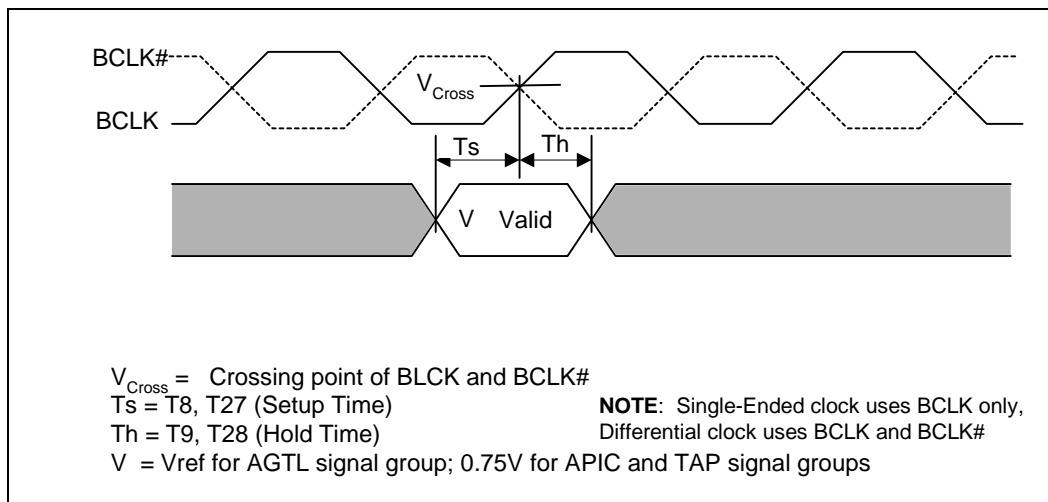 BCLK#
V_Cross
BCLK
Ts
Th
V Valid
V_Cross = Crossing point of BLCK and BCLK#
Ts = T8, T27 (Setup Time)
Th = T9, T28 (Hold Time)
V = Vref for AGTL signal group; 0.75V for APIC and TAP signal groups
NOTE: Single-Ended clock uses BCLK only,
Differential clock uses BCLK and BCLK#